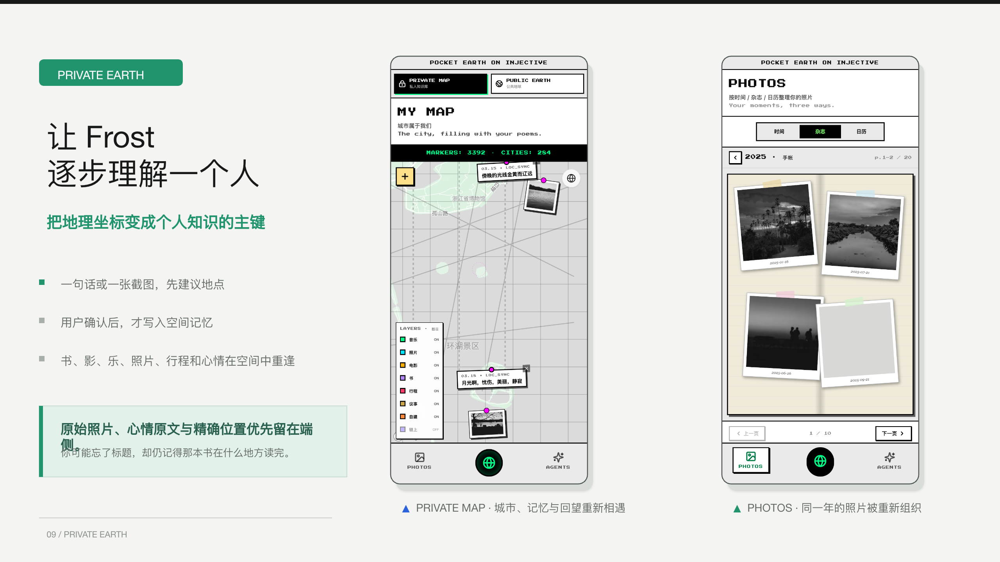 PRIVATE EARTH
让 Frost
逐步理解一个人
把地理坐标变成个人知识的主键
一句话或一张截图，先建议地点
用户确认后，才写入空间记忆
书、影、乐、照片、行程和心情在空间中重逢
原始照片、心情原文与精确位置优先留在端
侧。
你可能忘了标题，却仍记得那本书在什么地方读完。
09 / PRIVATE EARTH
POCKET EARTH ON INJECTIVE
PRIVATE MAP
私人知识库
PUBLIC EARTH
公共地球
MY MAP
城市属于我们
The city, filling with your poems.
MARKERS: 3392 · CITIES: 284
03.15 • LOC_SYNC
傍晚的光线金黄而辽远
浙江省博物馆
孤山路
LAYERS · 图层
音乐 ON
照片 ON
电影 ON
书 ON
行程 ON
议事 ON
自建 ON
链上 OFF
环湖景区
03.18 • LOC_SYNC
月光啊，忧伤，美丽，静寂
PHOTOS
AGENTS
▲ PRIVATE MAP · 城市、记忆与回望重新相遇
POCKET EARTH ON INJECTIVE
PHOTOS
按时间 / 杂志 / 日历整理你的照片
Your moments, three ways.
时间 杂志 日历
2025 · 手帐 p.1-2 / 20
2025-01-16
2025-07-21
2025-06-26
2025-09-21
上一页 1 / 10 下一页
PHOTOS
AGENTS
▲ PHOTOS · 同一年的照片被重新组织